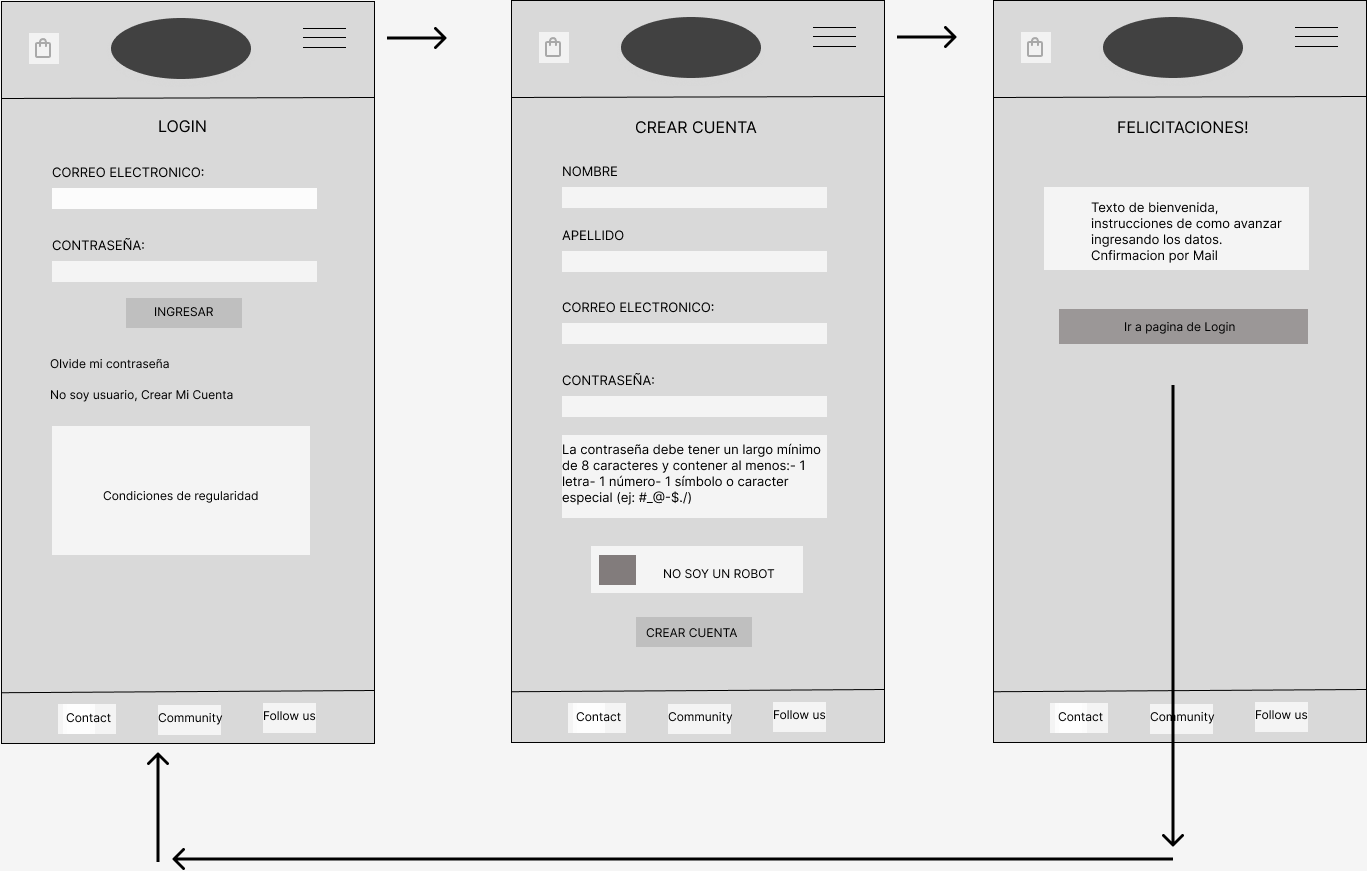 LOGIN
CORREO ELECTRONICO:
CONTRASEÑA:
INGRESAR
Olvide mi contraseña
No soy usuario, Crear Mi Cuenta
Condiciones de regularidad
Contact
Community
Follow us
CREAR CUENTA
NOMBRE
APELLIDO
CORREO ELECTRONICO:
CONTRASEÑA:
La contraseña debe tener un largo mínimo
de 8 caracteres y contener al menos:- 1
letra- 1 número- 1 símbolo o caracter
especial (ej: #_@-$./)
NO SOY UN ROBOT
CREAR CUENTA
Contact
Community
Follow us
FELICITACIONES!
Texto de bienvenida,
instrucciones de como avanzar
ingresando los datos.
Cnfirmacion por Mail
Ir a pagina de Login
Contact
Community
Follow us